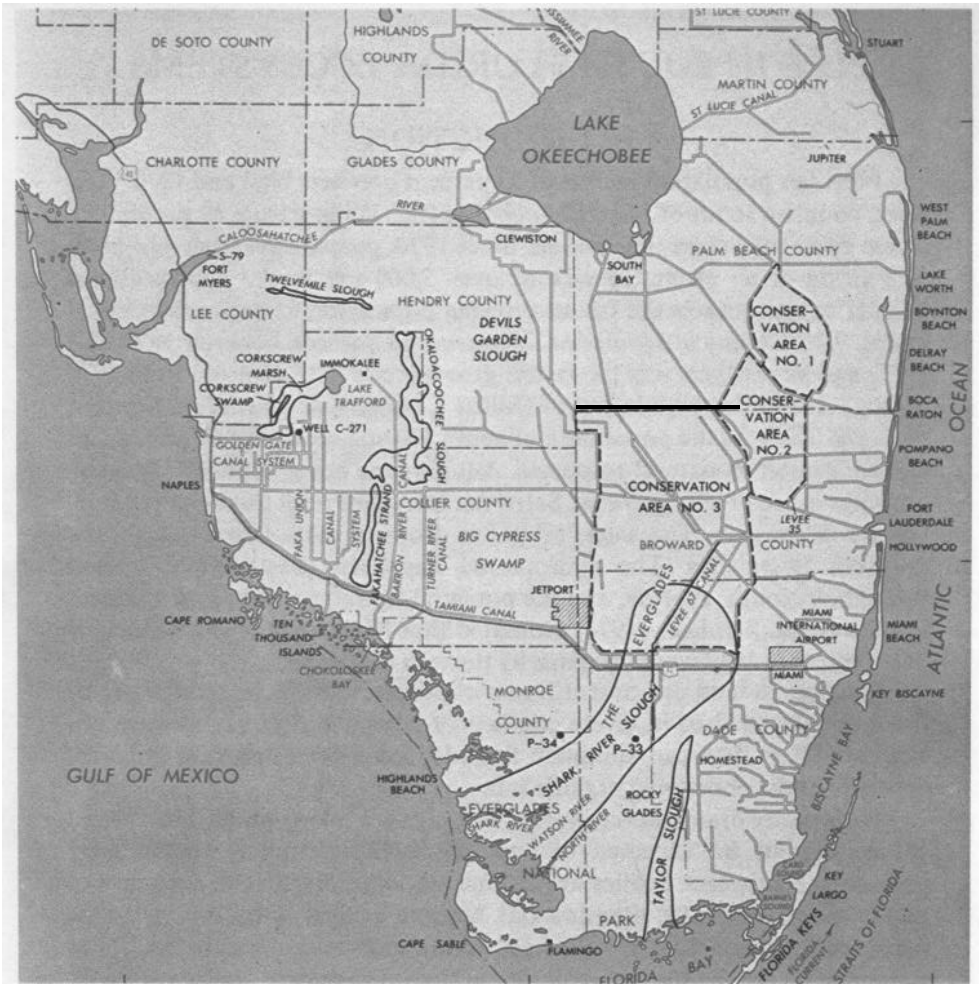 ST LUCIE COUNTY
HIGHLANDS
COUNTY
RIVER
DE SOTO COUNTY
STUART
MARTIN COUNTY
ST LUCIE CANAL
LAKE
OKEECHOBEE
CHARLOTTE COUNTY
GLADES COUNTY
JUPITER
WEST
PALM
BEACH
CALOOSAHATCHEE
RIVER
CLEWISTON
SOUTH
BAY
PALM BEACH COUNTY
S-79
FORT
MYERS
LAKE
WORTH
TWELVEMILE SLOUGH
HENDRY COUNTY
LEE COUNTY
DEVILS
GARDEN
SLOUGH
CONSER-
VATION
AREA
NO. 1
BOYNTON
BEACH
DELRAY
BEACH
CORKSCREW
MARSH
IMMOKALEE
CORKSCREW
SWAMP
LAKE
TRAFFORD
OKALOACOOCHEE SLOUGH
CONSER-
VATION
AREA
NO. 2
BOCA
RATON
WELL C-271
GOLDEN GATE
CANAL SYSTEM
POMPANO
BEACH
NAPLES
COLLIER COUNTY
CONSERVATION
AREA NO. 3
LEVEE
35
FORT
LAUDERDALE
FAKA UNION
CANAL
SYSTEM
FAKAHATCHEE STRAND
BARRON RIVER
CANAL
TURNER RIVER
CANAL
BIG CYPRESS
SWAMP
BROWARD
COUNTY
HOLLYWOOD
JETPORT
TAMIAMI CANAL
THE EVERGLADES
LEVEE 67 CANAL
CAPE ROMANO
TEN
THOUSAND
ISLANDS
CHOKOLOSKEE
BAY
MIAMI
INTERNATIONAL
AIRPORT
MIAMI
BEACH
ATLANTIC
OCEAN
MIAMI
KEY BISCAYNE
MONROE
COUNTY
P-34
P-33
SHARK RIVER SLOUGH
DADE COUNTY
HOMESTEAD
BISCAYNE BAY
GULF OF MEXICO
HIGHLANDS
BEACH
EVERGLADES
SHARK RIVER
WATSON RIVER
NORTH RIVER
ROCKY
GLADES
TAYLOR SLOUGH
NATIONAL
PARK
CARD
SOUND
BARNES
SOUND
KEY
LARGO
CAPE SABLE
FLAMINGO
FLORIDA BAY
FLORIDA KEYS
FLORIDA
CURRENT
STRAITS OF FLORIDA